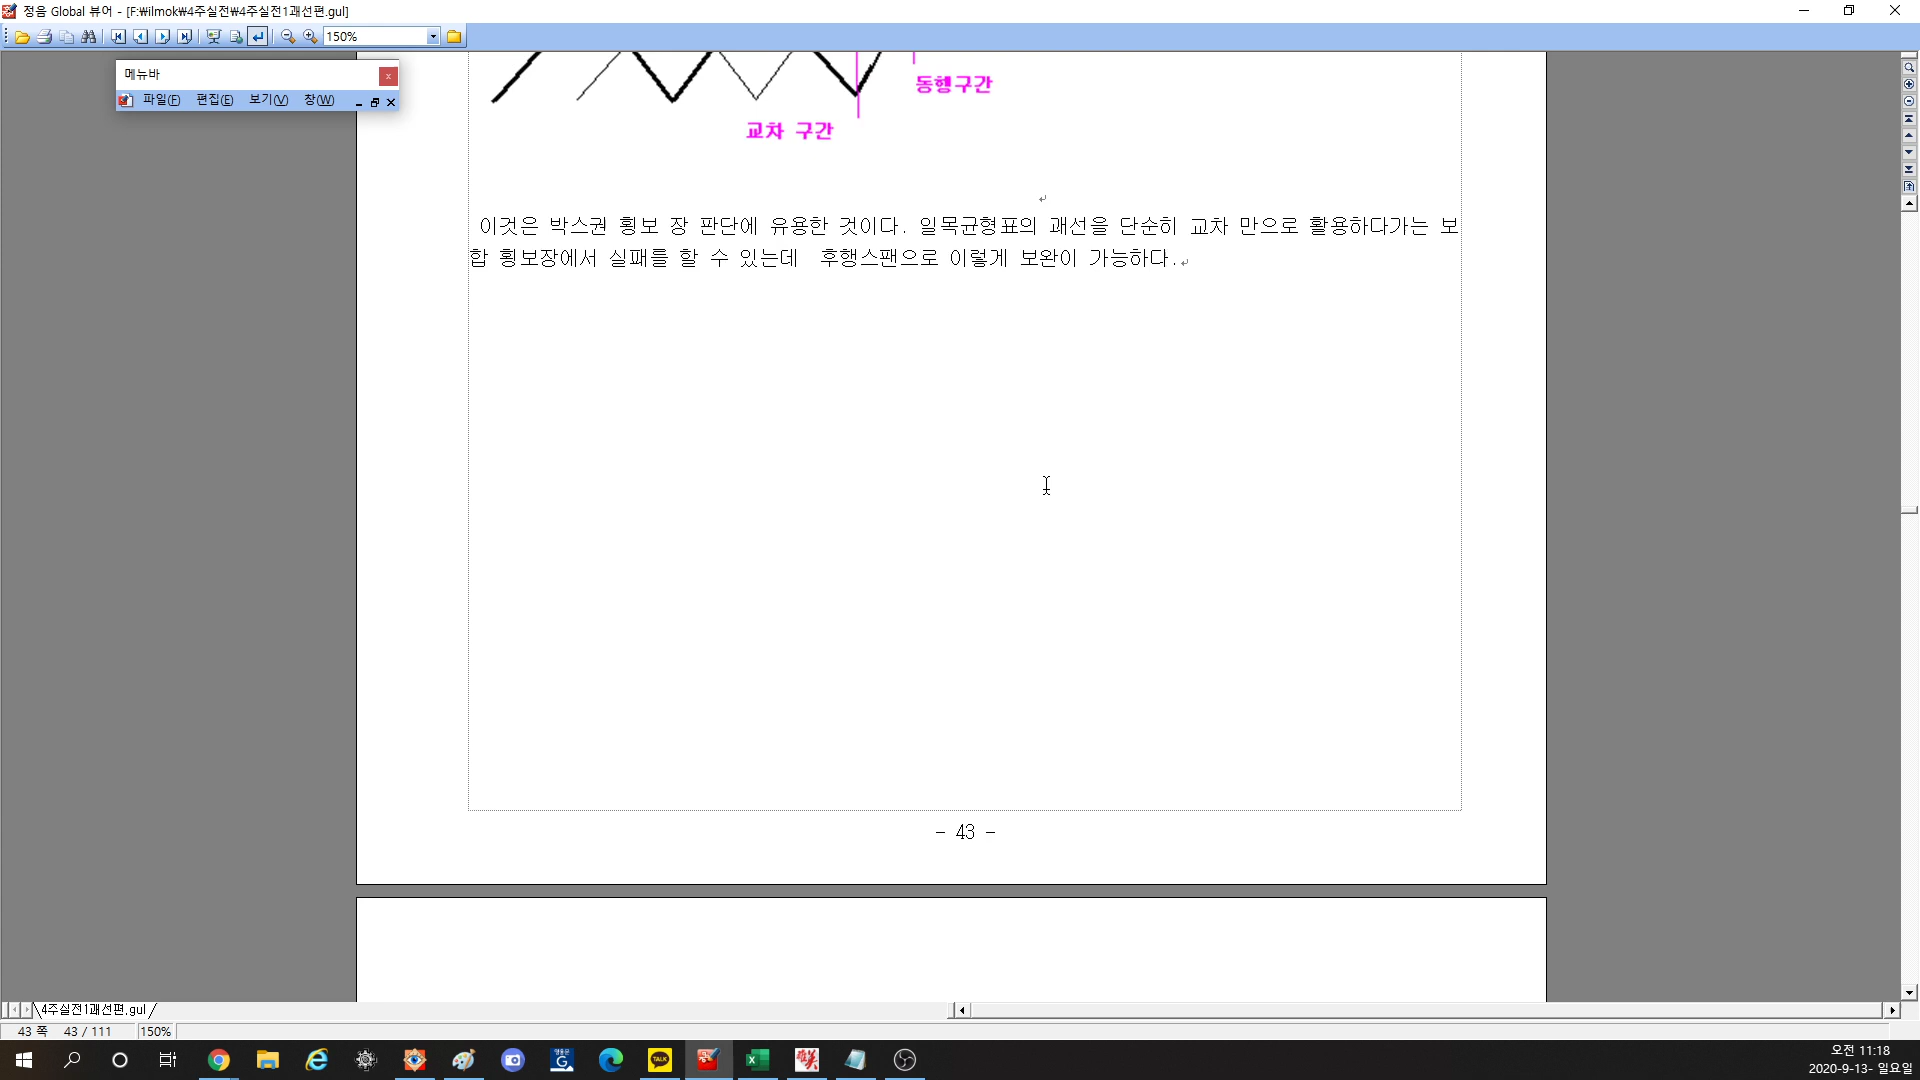 정음 Global 뷰어 - [F:₩ilmok₩4주실전₩4주실전1괘선편.gul]
150%
메뉴바
파일(F) 편집(E) 보기(V) 창(W)
동행구간
교차 구간
이것은 박스권 횡보 장 판단에 유용한 것이다. 일목균형표의 괘선을 단순히 교차 만으로 활용하다가는 보
합 횡보장에서 실패를 할 수 있는데 후행스팬으로 이렇게 보완이 가능하다.
- 43 -
4주실전1괘선편.gul
43 쪽 43 / 111 150%
TALK
오전 11:18
2020-9-13- 일요일